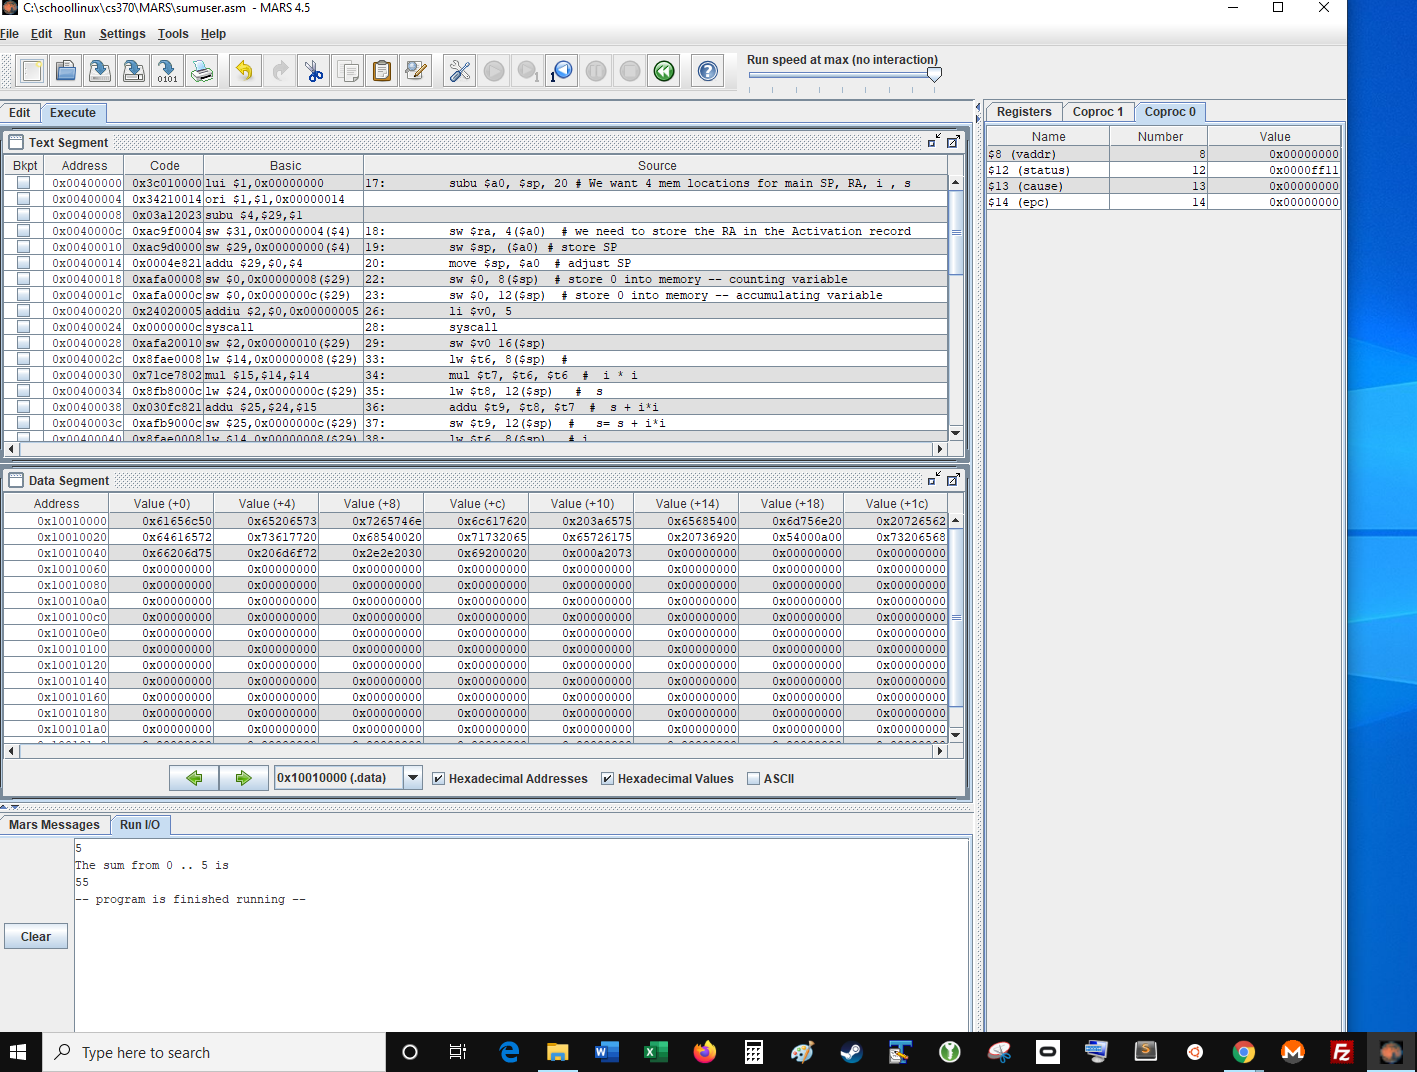 C:\schoollinux\cs370\MARS\sumuser.asm - MARS 4.5
File Edit Run Settings Tools Help
Run speed at max (no interaction)
Edit Execute
Text Segment
Bkpt Address Code Basic Source
0x00400000 0x3c010000 lui $1,0x00000000 17: subu $a0, $sp, 20 # We want 4 mem locations for main SP, RA, i , s
0x00400004 0x34210014 ori $1,$1,0x00000014
0x00400008 0x03a12023 subu $4,$29,$1
0x0040000c 0xac9f0004 sw $31,0x00000004($4) 18: sw $ra, 4($a0) # we need to store the RA in the Activation record
0x00400010 0xac9d0000 sw $29,0x00000000($4) 19: sw $sp, ($a0) # store SP
0x00400014 0x0004e821 addu $29,$0,$4 20: move $sp, $a0 # adjust SP
0x00400018 0xafa00008 sw $0,0x00000008($29) 22: sw $0, 8($sp) # store 0 into memory -- counting variable
0x0040001c 0xafa0000c sw $0,0x0000000c($29) 23: sw $0, 12($sp) # store 0 into memory -- accumulating variable
0x00400020 0x24020005 addiu $2,$0,0x00000005 26: li $v0, 5
0x00400024 0x0000000c syscall 28: syscall
0x00400028 0xafa20010 sw $2,0x00000010($29) 29: sw $v0 16($sp)
0x0040002c 0x8fae0008 lw $14,0x00000008($29) 33: lw $t6, 8($sp) #
0x00400030 0x71ce7802 mul $15,$14,$14 34: mul $t7, $t6, $t6 # i * i
0x00400034 0x8fb8000c lw $24,0x0000000c($29) 35: lw $t8, 12($sp) # s
0x00400038 0x030fc821 addu $25,$24,$15 36: addu $t9, $t8, $t7 # s + i*i
0x0040003c 0xafb9000c sw $25,0x0000000c($29) 37: sw $t9, 12($sp) # s= s + i*i
0x00400040 0x8fae0008 lw $14,0x00000008($29) 38: lw $t6, 8($sp) # i
Data Segment
Address Value (+0) Value (+4) Value (+8) Value (+c) Value (+10) Value (+14) Value (+18) Value (+1c)
0x10010000 0x61656c50 0x65206573 0x7265746e 0x6c617620 0x203a6575 0x65685400 0x6d756e20 0x20726562
0x10010020 0x64616572 0x73617720 0x68540020 0x71732065 0x65726175 0x20736920 0x54000a00 0x73206568
0x10010040 0x66206d75 0x206d6f72 0x2e2e2030 0x69200020 0x000a2073 0x00000000 0x00000000 0x00000000
0x10010060 0x00000000 0x00000000 0x00000000 0x00000000 0x00000000 0x00000000 0x00000000 0x00000000
0x10010080 0x00000000 0x00000000 0x00000000 0x00000000 0x00000000 0x00000000 0x00000000 0x00000000
0x100100a0 0x00000000 0x00000000 0x00000000 0x00000000 0x00000000 0x00000000 0x00000000 0x00000000
0x100100c0 0x00000000 0x00000000 0x00000000 0x00000000 0x00000000 0x00000000 0x00000000 0x00000000
0x100100e0 0x00000000 0x00000000 0x00000000 0x00000000 0x00000000 0x00000000 0x00000000 0x00000000
0x10010100 0x00000000 0x00000000 0x00000000 0x00000000 0x00000000 0x00000000 0x00000000 0x00000000
0x10010120 0x00000000 0x00000000 0x00000000 0x00000000 0x00000000 0x00000000 0x00000000 0x00000000
0x10010140 0x00000000 0x00000000 0x00000000 0x00000000 0x00000000 0x00000000 0x00000000 0x00000000
0x10010160 0x00000000 0x00000000 0x00000000 0x00000000 0x00000000 0x00000000 0x00000000 0x00000000
0x10010180 0x00000000 0x00000000 0x00000000 0x00000000 0x00000000 0x00000000 0x00000000 0x00000000
0x100101a0 0x00000000 0x00000000 0x00000000 0x00000000 0x00000000 0x00000000 0x00000000 0x00000000
0x10010000 (.data) Hexadecimal Addresses Hexadecimal Values ASCII
Mars Messages Run I/O
5
The sum from 0 .. 5 is
55
-- program is finished running --
Clear
Registers Coproc 1 Coproc 0
Name Number Value
$8 (vaddr) 8 0x00000000
$12 (status) 12 0x0000ff11
$13 (cause) 13 0x00000000
$14 (epc) 14 0x00000000
Type here to search